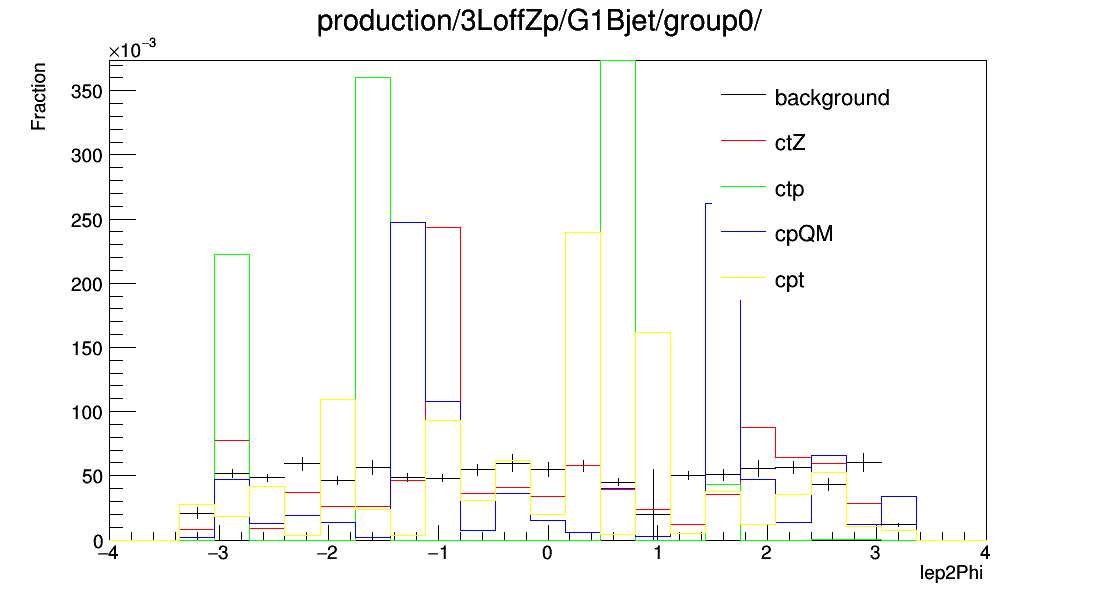 production/3LoffZp/G1Bjet/group0/
×10⁻³
Fraction
350
300
250
200
150
100
50
0
background
ctZ
ctp
cpQM
cpt
−4 −3 −2 −1 0 1 2 3 4
lep2Phi